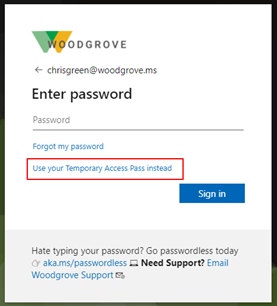 WOODGROVE
← chrisgreen@woodgrove.ms
Enter password
Password
Forgot my password
Use your Temporary Access Pass instead
Sign in
Hate typing your password? Go passwordless today
👉 aka.ms/passwordless 💻 Need Support? Email
Woodgrove Support 📧